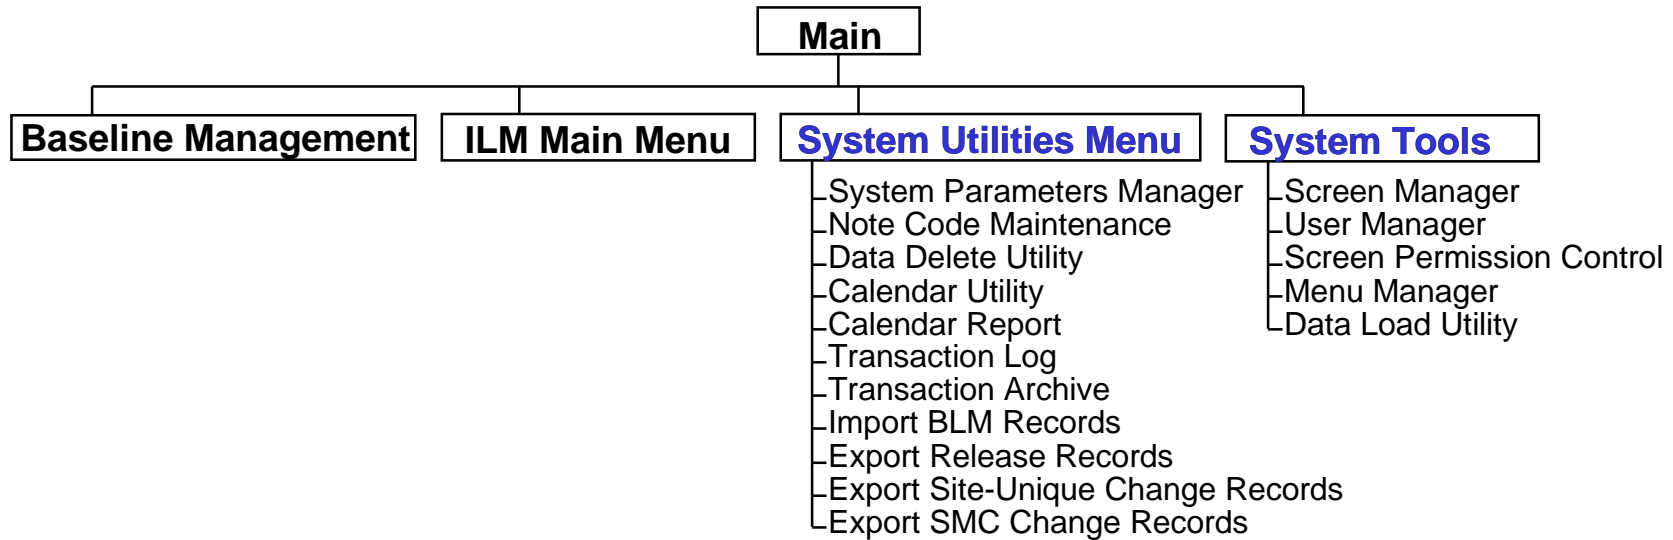 Main
Baseline Management
ILM Main Menu
System Utilities Menu
System Tools
System Parameters Manager
Note Code Maintenance
Data Delete Utility
Calendar Utility
Calendar Report
Transaction Log
Transaction Archive
Import BLM Records
Export Release Records
Export Site-Unique Change Records
Export SMC Change Records
Screen Manager
User Manager
Screen Permission Control
Menu Manager
Data Load Utility